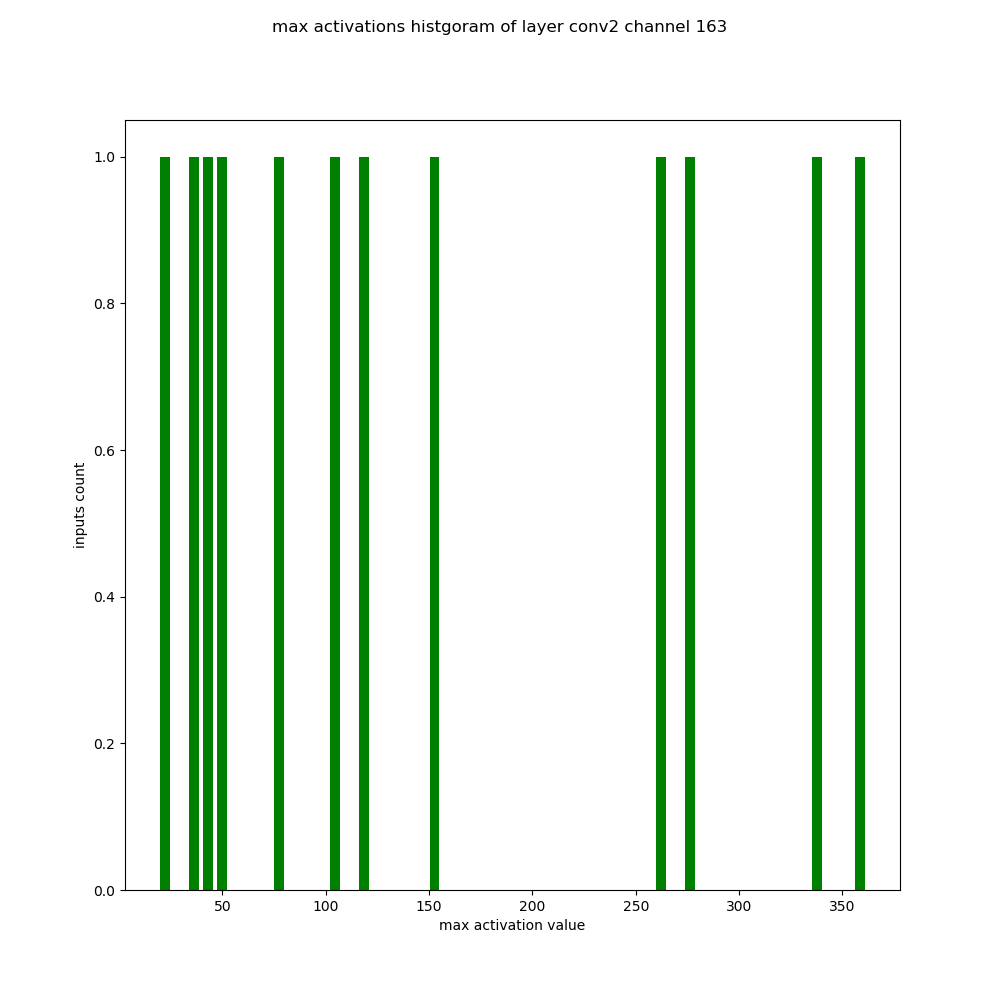 max activations histgoram of layer conv2 channel 163
1.0
0.8
0.6
0.4
0.2
0.0
inputs count
50 100 150 200 250 300 350
max activation value